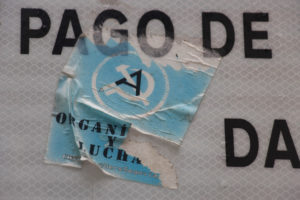 PAGO DE
DA
A
ORGANI
Y
LUCHA